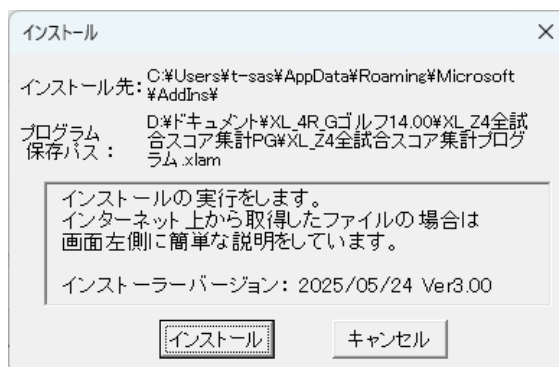 インストール
インストール先:C:¥Users¥t-sas¥AppData¥Roaming¥Microsoft
¥AddIns¥
プログラム
保存パス:
D:¥ドキュメント¥XL_4R_Gゴルフ14.00¥XL_Z4全試
合スコア集計PG¥XL_Z4全試合スコア集計プログ
ラム.xlam
インストールの実行をします。
インターネット上から取得したファイルの場合は
画面左側に簡単な説明をしています。
インストーラーバージョン: 2025/05/24 Ver3.00
インストール
キャンセル